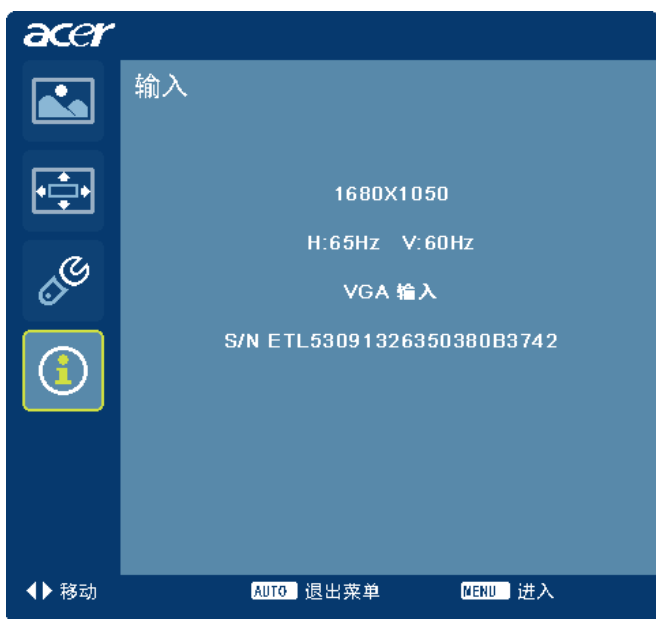 acer
输入
1680X1050
H:65Hz V:60Hz
VGA 输入
S/N ETL53091326350380B3742
移动 AUTO 退出菜单 MENU 进入